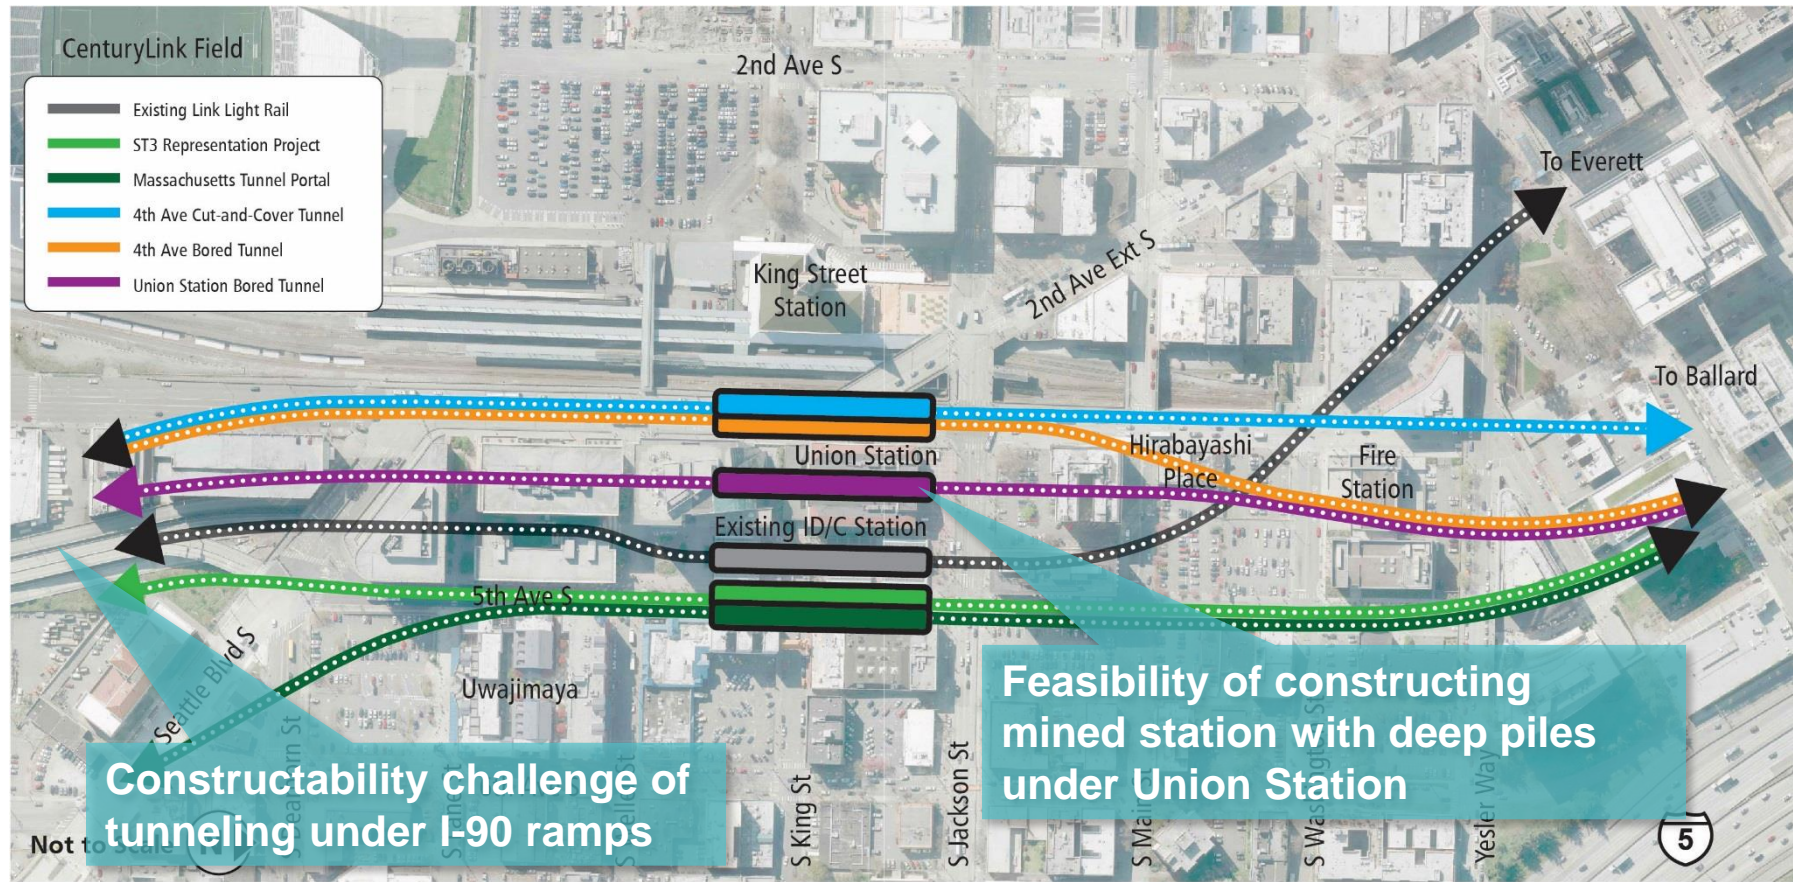 CenturyLink Field
Existing Link Light Rail
ST3 Representation Project
Massachusetts Tunnel Portal
4th Ave Cut-and-Cover Tunnel
4th Ave Bored Tunnel
Union Station Bored Tunnel
2nd Ave S
To Everett
King Street
Station
2nd Ave Ext S
To Ballard
Union Station
Hirabayashi
Place
Fire
Station
Existing ID/C Station
5th Ave S
Seattle Blvd S
Uwajimaya
Feasibility of constructing
mined station with deep piles
under Union Station
Constructability challenge of
tunneling under I-90 ramps
S King St
S Jackson St
S Main St
Yesler Way
Not to Scale
5